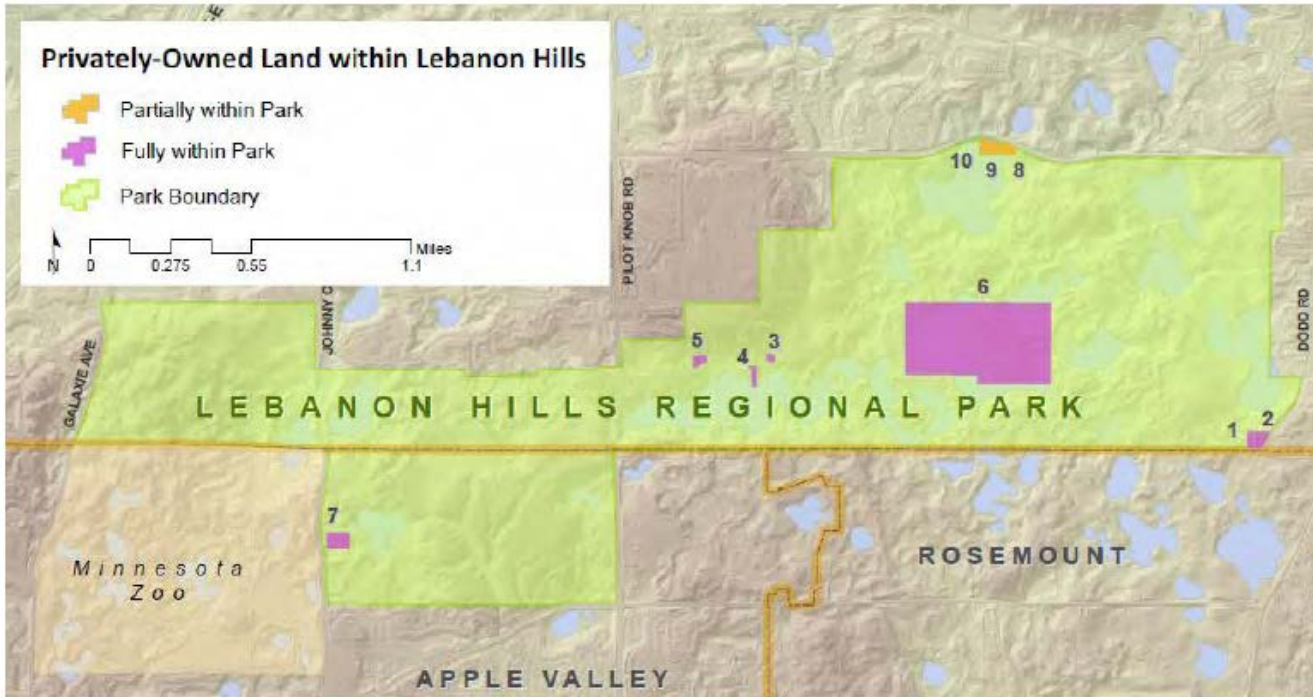 Privately-Owned Land within Lebanon Hills
Partially within Park
Fully within Park
Park Boundary
Miles
N 0 0.275 0.55 1.1
10 9 8
PILOT KNOB RD
JOHNNY C
GALAXIE AVE
DODD RD
6
5 4 3
LEBANON HILLS REGIONAL PARK
1 2
7
ROSEMOUNT
Minnesota
Zoo
APPLE VALLEY